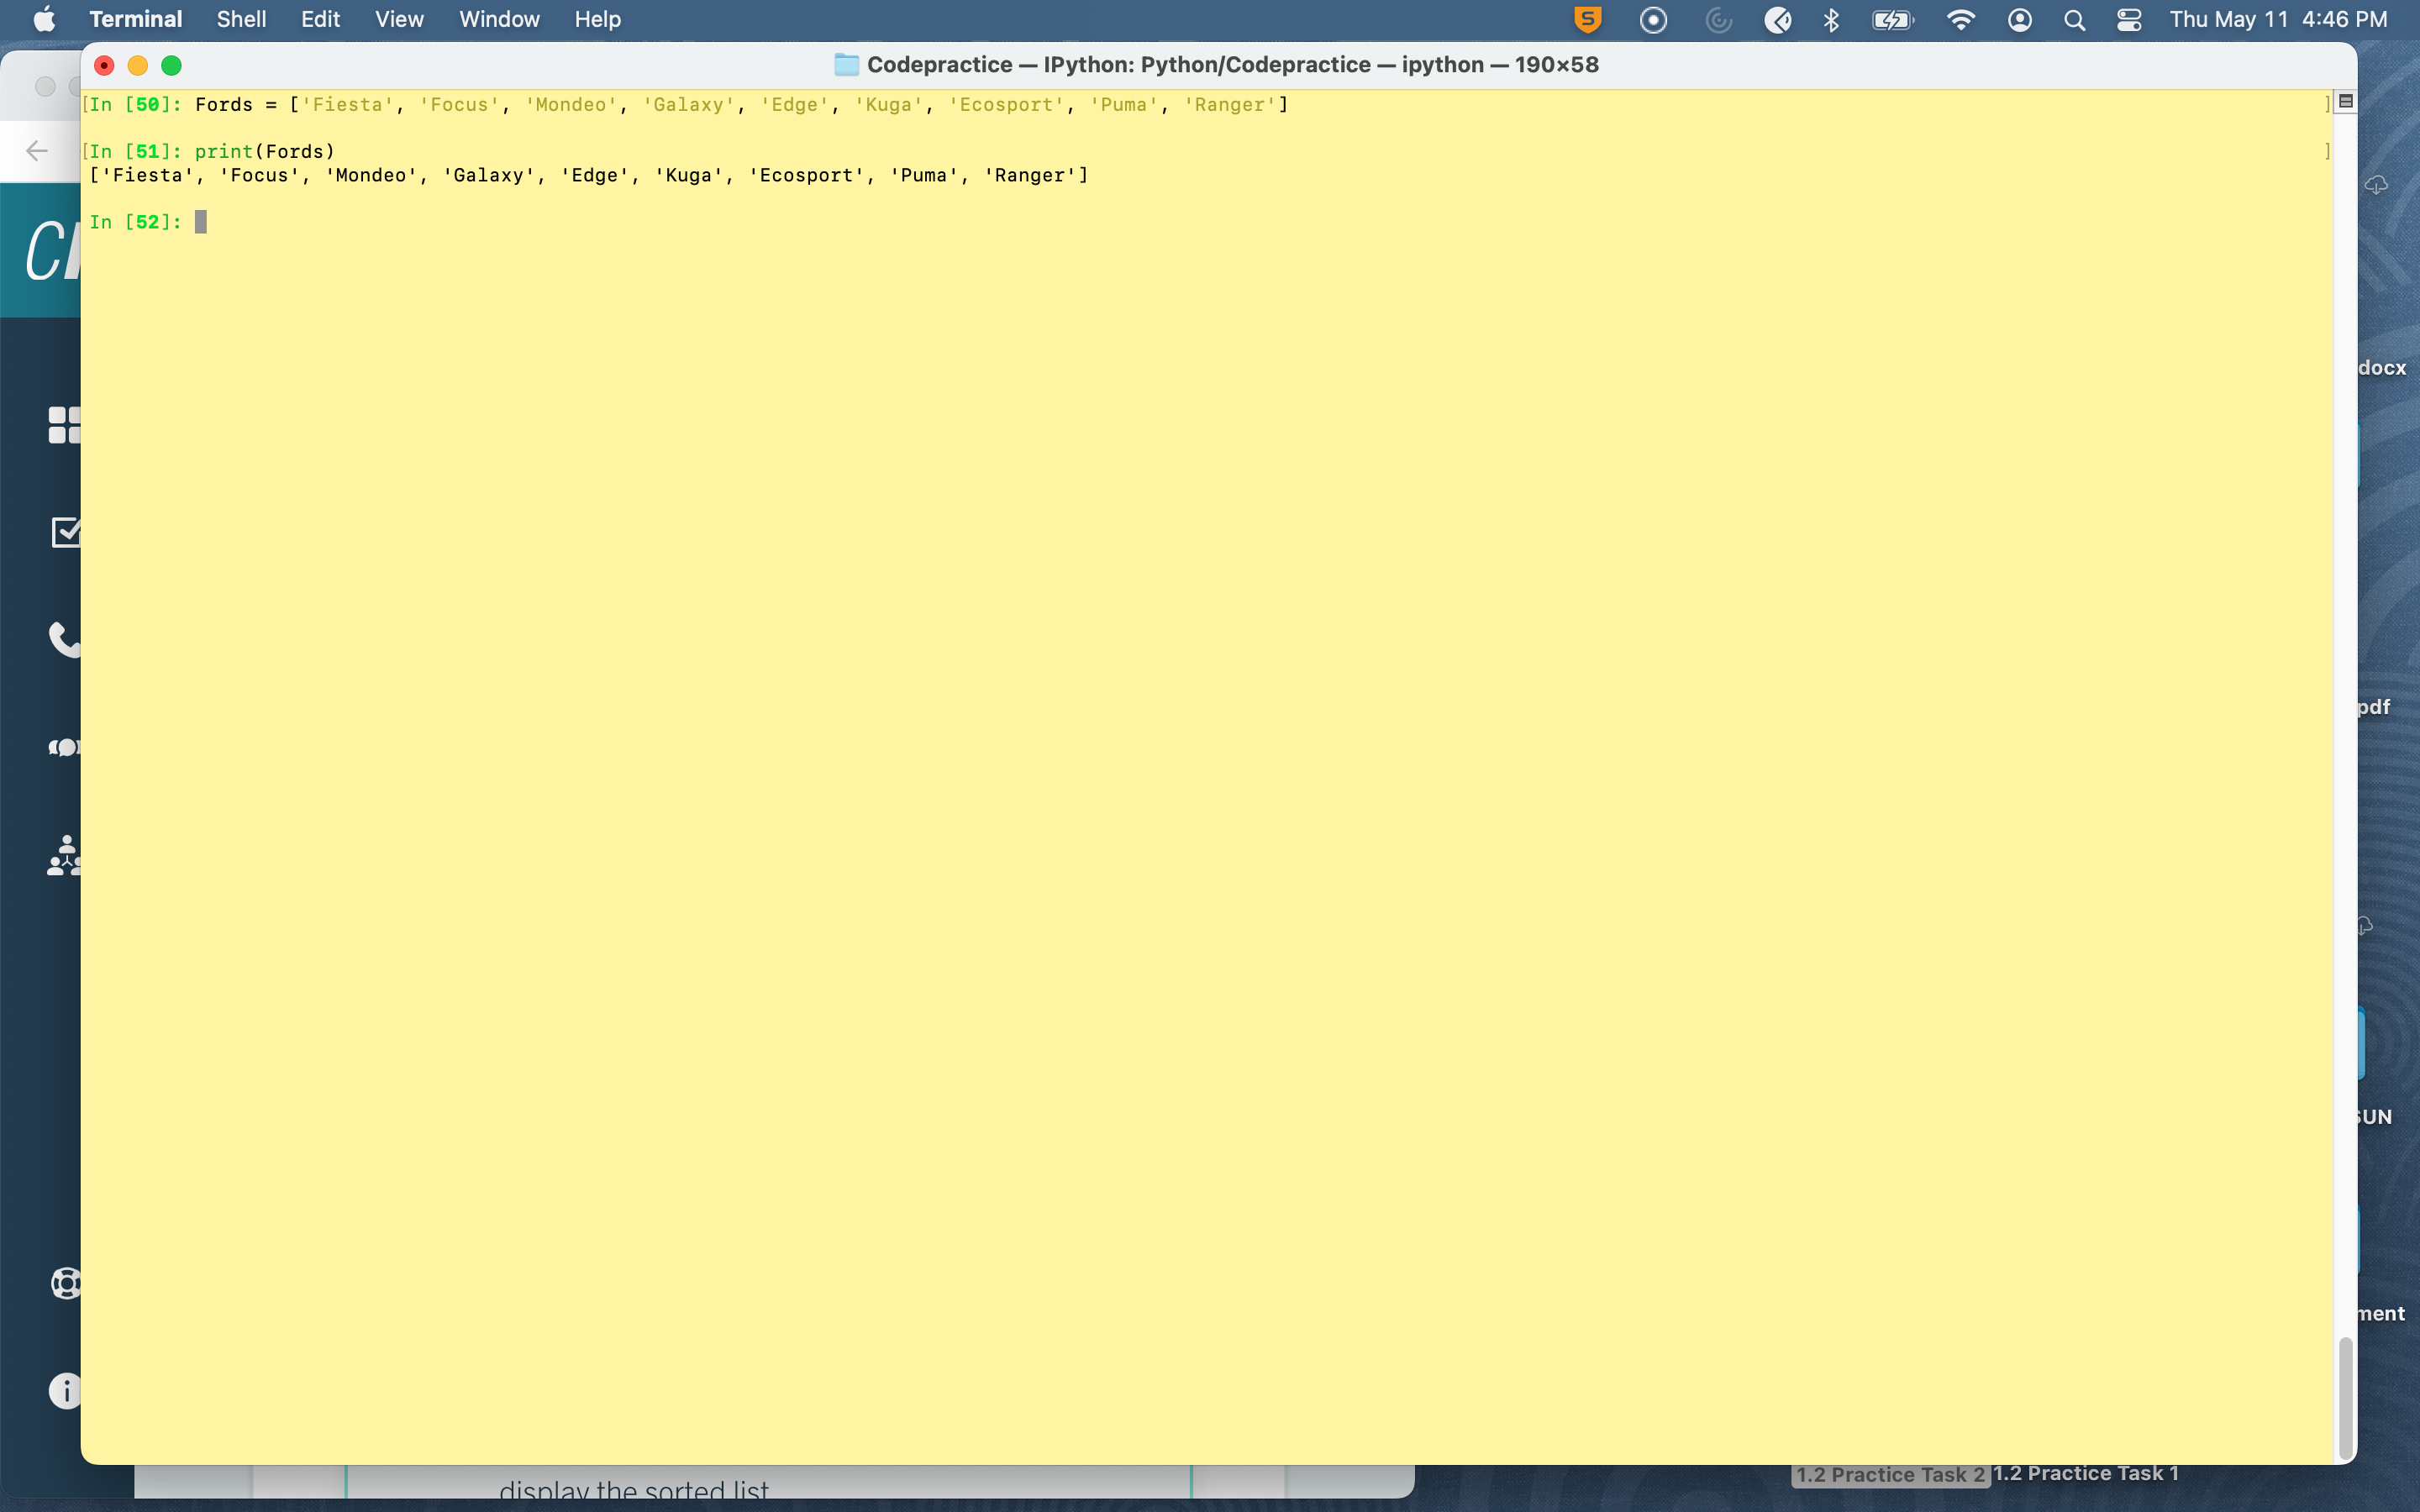 Terminal Shell Edit View Window Help
Thu May 11 4:46 PM
Codepractice — IPython: Python/Codepractice — ipython — 190×58
[In [50]: Fords = ['Fiesta', 'Focus', 'Mondeo', 'Galaxy', 'Edge', 'Kuga', 'Ecosport', 'Puma', 'Ranger'] ]
[In [51]: print(Fords) ]
['Fiesta', 'Focus', 'Mondeo', 'Galaxy', 'Edge', 'Kuga', 'Ecosport', 'Puma', 'Ranger']
In [52]:
docx
pdf
SUN
ment
display the sorted list
1.2 Practice Task 2 1.2 Practice Task 1